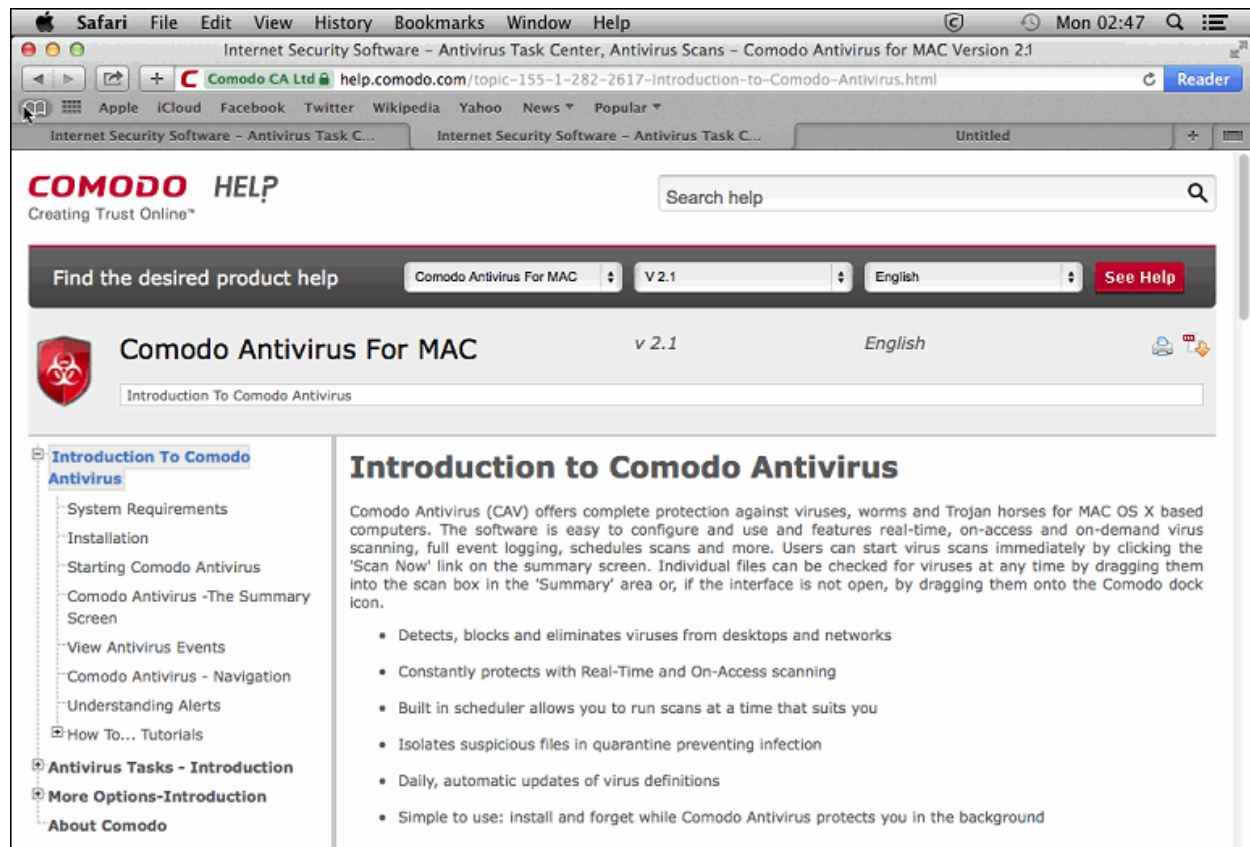 Safari File Edit View History Bookmarks Window Help Mon 02:47
Internet Security Software – Antivirus Task Center, Antivirus Scans – Comodo Antivirus for MAC Version 2.1
Comodo CA Ltd help.comodo.com/topic-155-1-282-2617-Introduction-to-Comodo-Antivirus.html Reader
Apple iCloud Facebook Twitter Wikipedia Yahoo News Popular
Internet Security Software – Antivirus Task C... Internet Security Software – Antivirus Task C... Untitled
COMODO HELP
Creating Trust Online™
Search help
Find the desired product help Comodo Antivirus For MAC V 2.1 English See Help
Comodo Antivirus For MAC v 2.1 English
Introduction To Comodo Antivirus
Introduction To Comodo
Antivirus
System Requirements
Installation
Starting Comodo Antivirus
Comodo Antivirus -The Summary
Screen
View Antivirus Events
Comodo Antivirus - Navigation
Understanding Alerts
How To... Tutorials
Antivirus Tasks - Introduction
More Options-Introduction
About Comodo
Introduction to Comodo Antivirus
Comodo Antivirus (CAV) offers complete protection against viruses, worms and Trojan horses for MAC OS X based
computers. The software is easy to configure and use and features real-time, on-access and on-demand virus
scanning, full event logging, schedules scans and more. Users can start virus scans immediately by clicking the
'Scan Now' link on the summary screen. Individual files can be checked for viruses at any time by dragging them
into the scan box in the 'Summary' area or, if the interface is not open, by dragging them onto the Comodo dock
icon.
• Detects, blocks and eliminates viruses from desktops and networks
• Constantly protects with Real-Time and On-Access scanning
• Built in scheduler allows you to run scans at a time that suits you
• Isolates suspicious files in quarantine preventing infection
• Daily, automatic updates of virus definitions
• Simple to use: install and forget while Comodo Antivirus protects you in the background